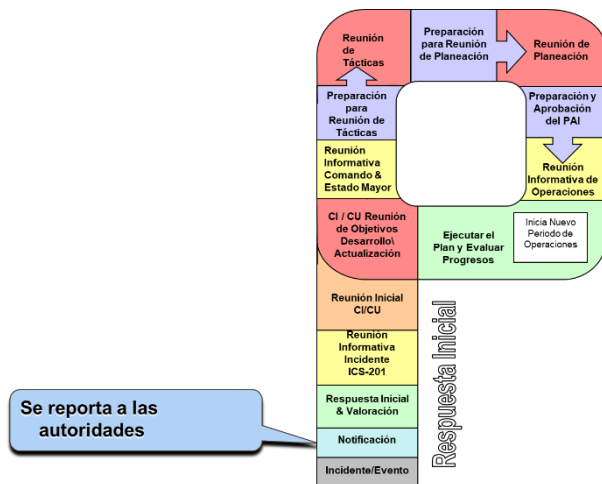 Reunión
de
Tácticas
Preparación
para Reunión
de Planeación
Reunión de
Planeación
Preparación
para
Reunión de
Tácticas
Preparación y
Aprobación
del PAI
Reunión
Informativa
Comando &
Estado Mayor
Reunión
Informativa de
Operaciones
CI / CU Reunión
de Objetivos
Desarrollo\
Actualización
Ejecutar el
Plan y Evaluar
Progresos
Inicia Nuevo
Periodo de
Operaciones
Reunión Inicial
CI/CU
Reunión
Informativa
Incidente
ICS-201
Respuesta Inicial
& Valoración
Notificación
Incidente/Evento
Respuesta Inicial
Se reporta a las
autoridades